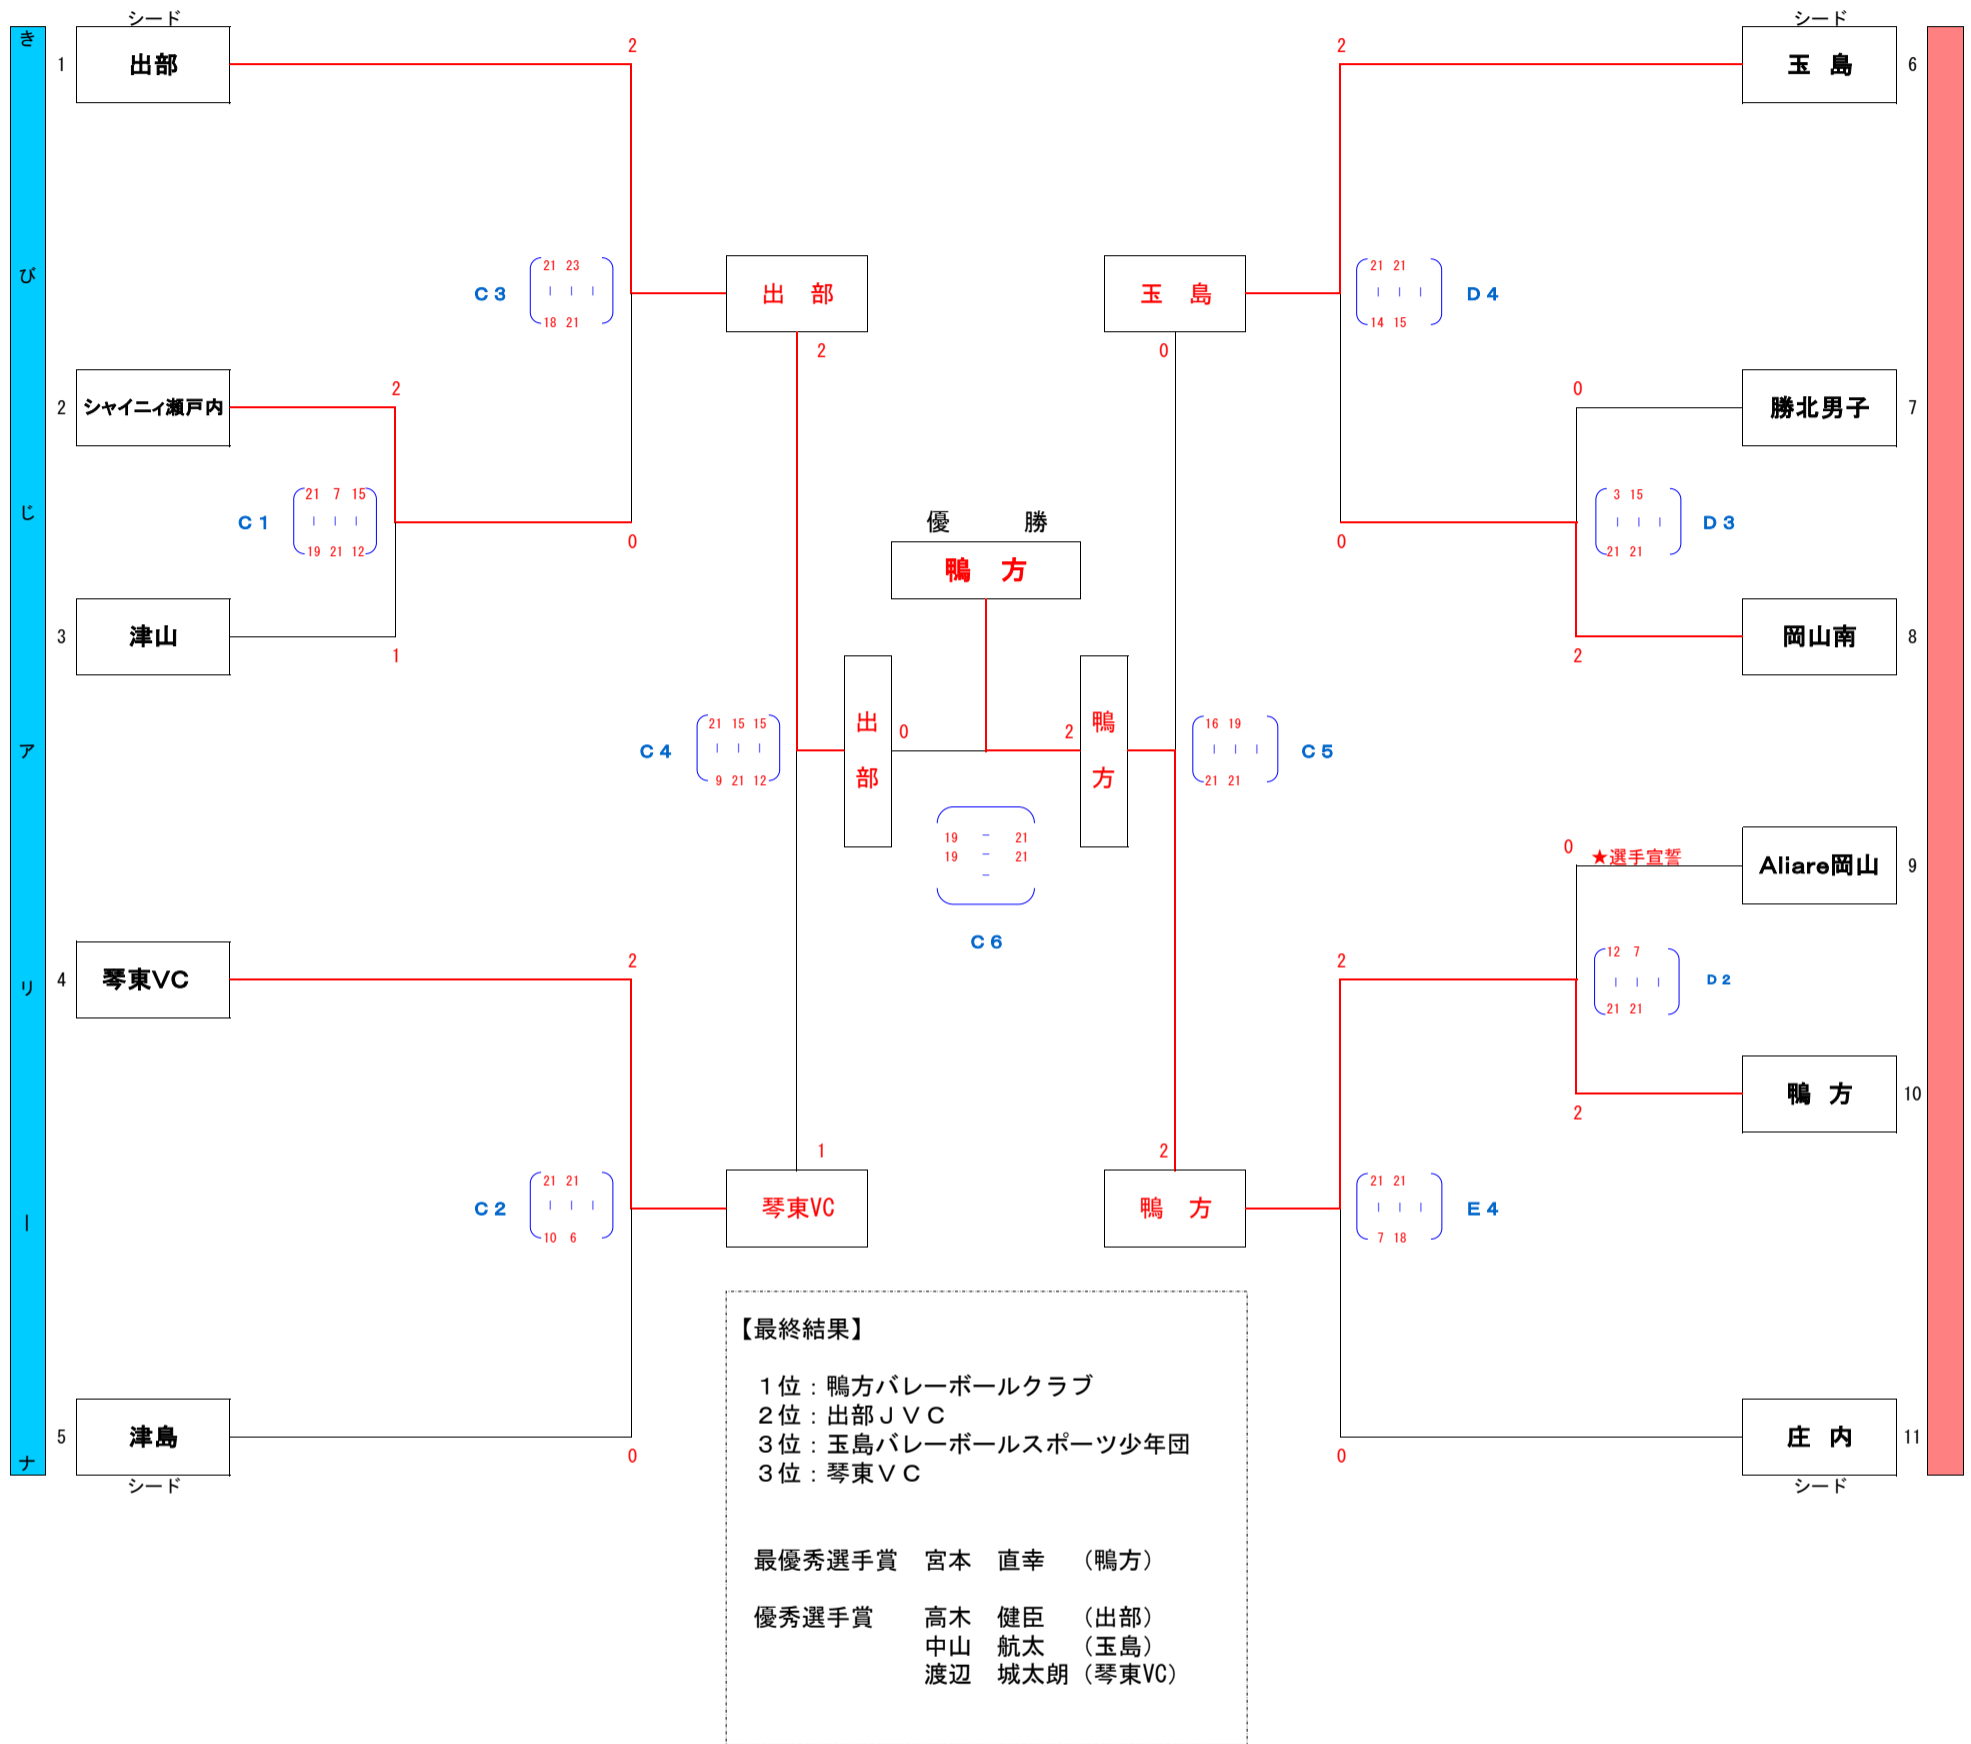 シード
シード
きびじアリーナ
1 出部
2
2
玉 島 6
C3
21 23
18 21
出 部
玉 島
21 21
14 15
D4
2
0
2 シャイニィ瀬戸内
2
0
勝北男子 7
C1
21 7 15
19 21 12
0
優 勝
鴨 方
0
3 15
21 21
D3
3 津山
1
2
岡山南 8
C4
21 15 15
9 21 12
出部
0
2
鴨方
16 19
21 21
C5
19 - 21
19 - 21
-
C6
0
★選手宣誓
Aliare岡山 9
4 琴東VC
2
2
12 7
21 21
D2
2
鴨 方 10
1
2
C2
21 21
10 6
琴東VC
鴨 方
21 21
7 18
E4
5 津島
0
0
庄 内 11
シード
シード
【最終結果】
1位：鴨方バレーボールクラブ
2位：出部JVC
3位：玉島バレーボールスポーツ少年団
3位：琴東VC
最優秀選手賞 宮本 直幸 （鴨方）
優秀選手賞 高木 健臣 （出部）
中山 航太 （玉島）
渡辺 城太朗（琴東VC）